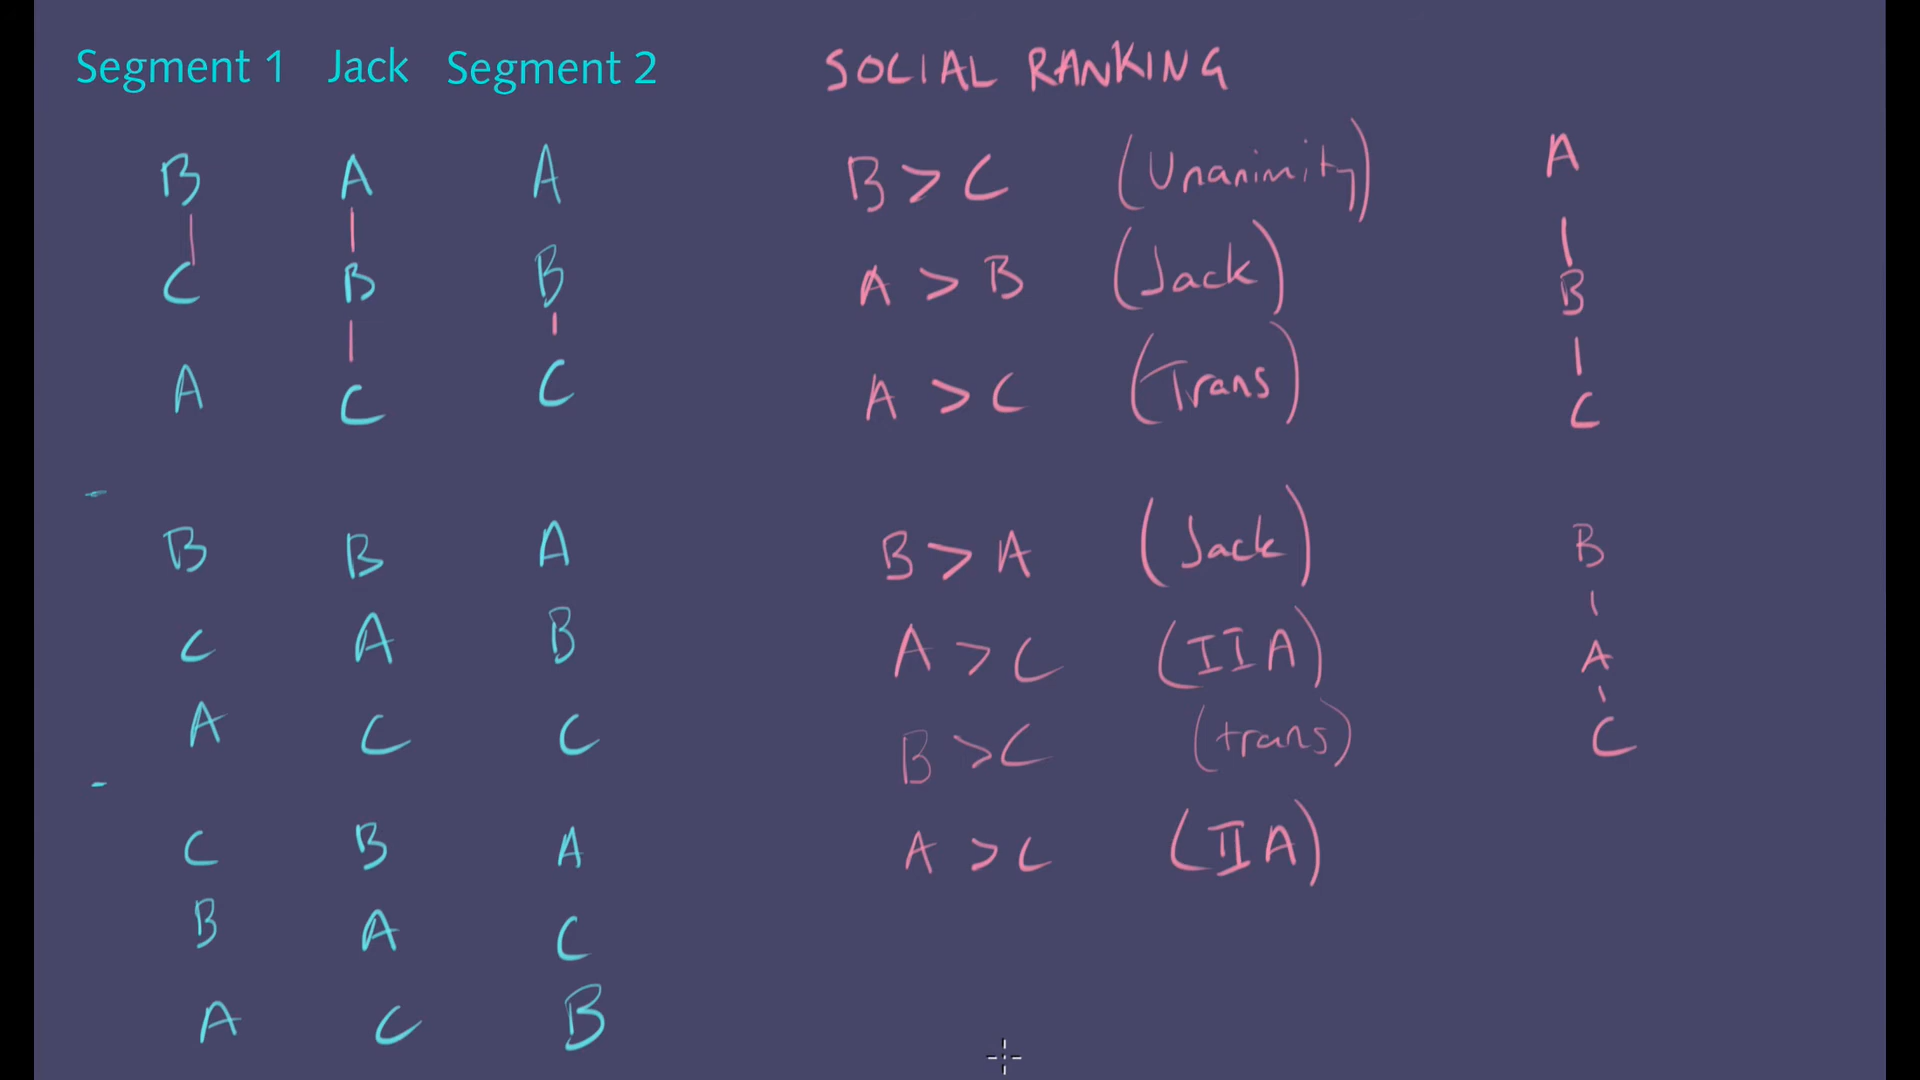 Segment 1 Jack Segment 2 SOCIAL RANKING
B A A B > C (Unanimity) A
C B B A > B (Jack) B
A C C A > C (Trans) C
B B A B > A (Jack) B
C A B A > C (IIA) A
A C C B > C (trans) C
C B A A > C (IIA)
B A C
A C B